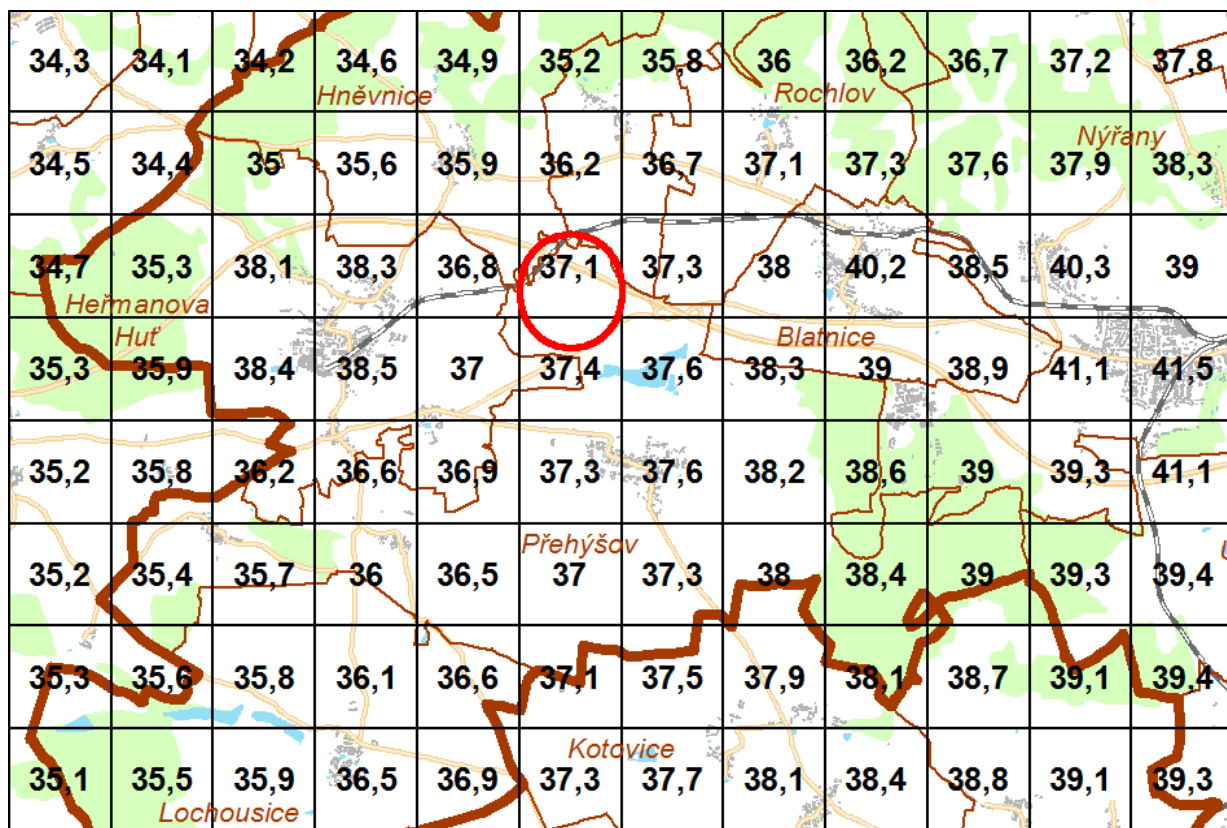 34,3 34,1 34,2 34,6 34,9 35,2 35,8 36 36,2 36,7 37,2 37,8
Hněvnice Rochlov
Nýřany
34,5 34,4 35 35,6 35,9 36,2 36,7 37,1 37,3 37,6 37,9 38,3
34,7 35,3 38,1 38,3 36,8 37,1 37,3 38 40,2 38,5 40,3 39
Heřmanova
Huť Blatnice
35,3 35,9 38,4 38,5 37 37,4 37,6 38,3 39 38,9 41,1 41,5
35,2 35,8 36,2 36,6 36,9 37,3 37,6 38,2 38,6 39 39,3 41,1
Přehýšov
35,2 35,4 35,7 36 36,5 37 37,3 38 38,4 39 39,3 39,4
35,3 35,6 35,8 36,1 36,6 37,1 37,5 37,9 38,1 38,7 39,1 39,4
Kotovice
35,1 35,5 35,9 36,5 36,9 37,3 37,7 38,1 38,4 38,8 39,1 39,3
Lochousice